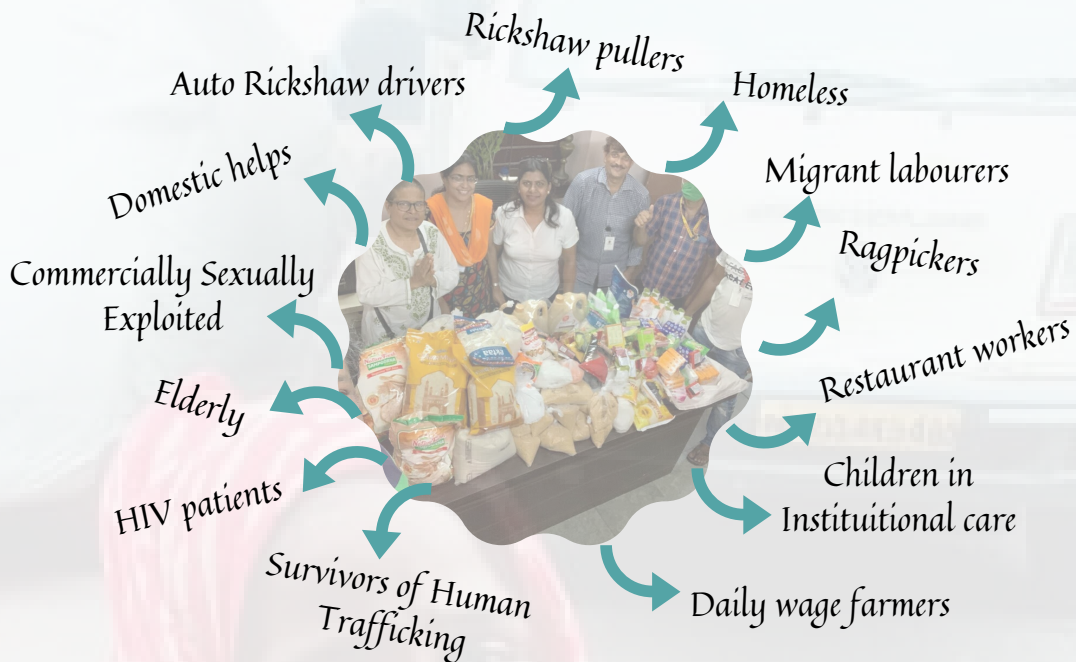 Rickshaw pullers
Auto Rickshaw drivers
Homeless
Domestic helps
Migrant labourers
Ragpickers
Commercially Sexually
Exploited
Restaurant workers
Elderly
Children in
Instituitional care
HIV patients
Survivors of Human
Trafficking
Daily wage farmers